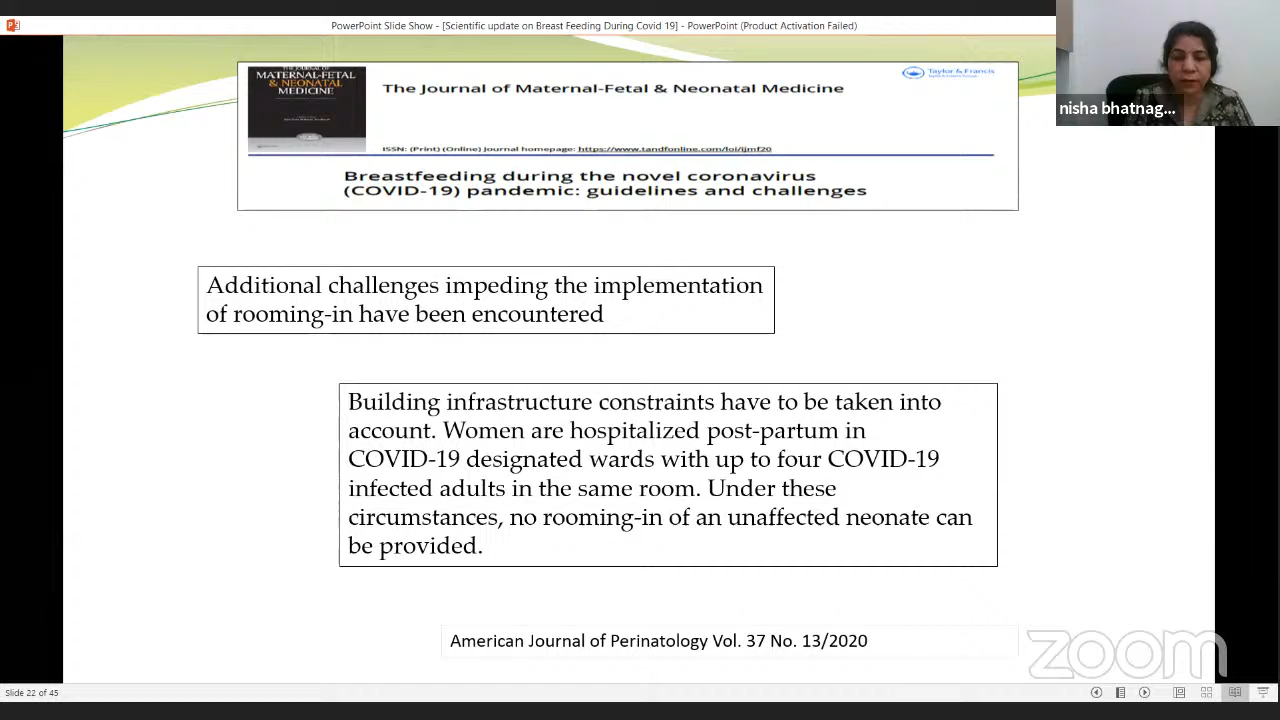 PowerPoint Slide Show - [Scientific update on Breast Feeding During Covid 19] - PowerPoint (Product Activation Failed)
nisha bhatnag...
THE JOURNAL OF
MATERNAL-FETAL
& NEONATAL
MEDICINE
The Journal of Maternal-Fetal & Neonatal Medicine
Taylor & Francis
ISSN: (Print) (Online) Journal homepage: https://www.tandfonline.com/loi/ijmf20
Breastfeeding during the novel coronavirus
(COVID-19) pandemic: guidelines and challenges
Additional challenges impeding the implementation
of rooming-in have been encountered
Building infrastructure constraints have to be taken into
account. Women are hospitalized post-partum in
COVID-19 designated wards with up to four COVID-19
infected adults in the same room. Under these
circumstances, no rooming-in of an unaffected neonate can
be provided.
American Journal of Perinatology Vol. 37 No. 13/2020
zoom
Slide 22 of 45